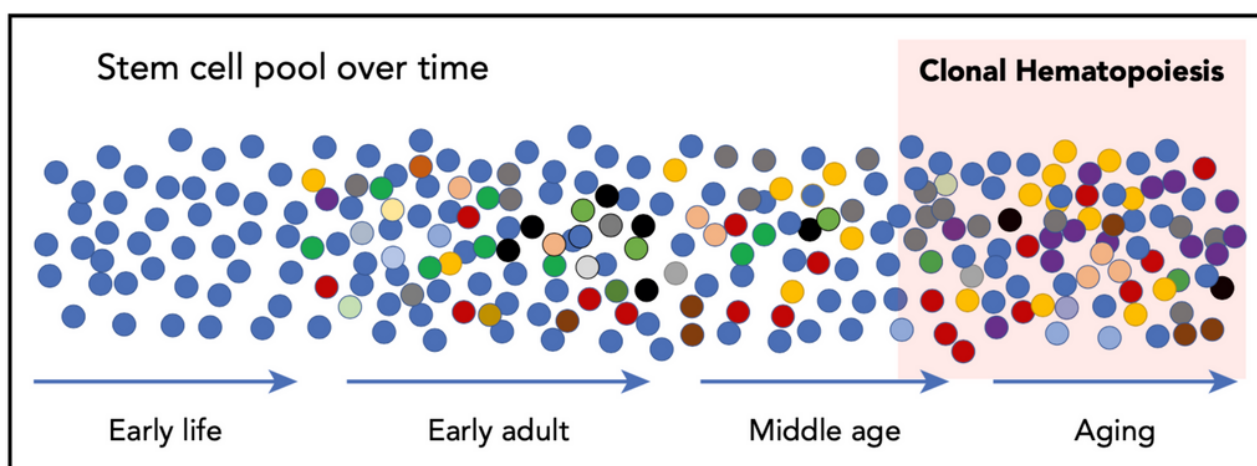 Stem cell pool over time
Clonal Hematopoiesis
Early life
Early adult
Middle age
Aging